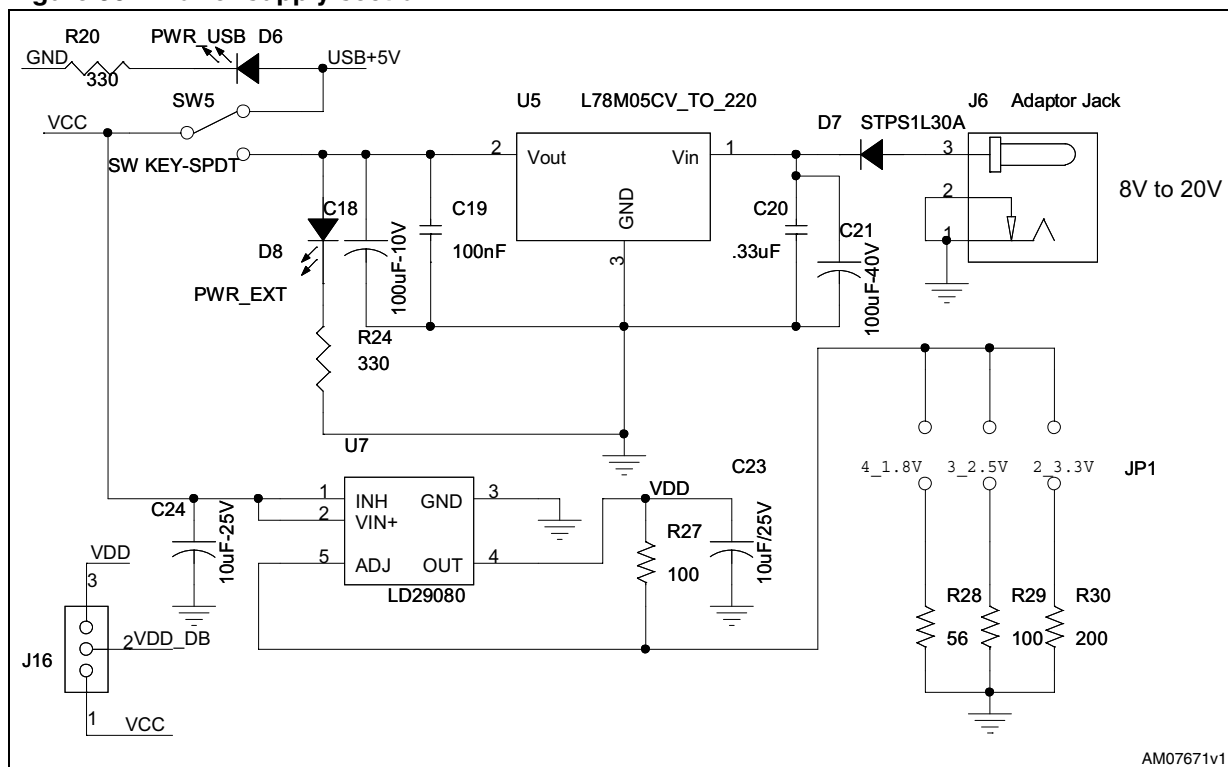 R20
PWR_USB D6
GND
330
USB+5V
SW5
VCC
SW KEY-SPDT
U5 L78M05CV_TO_220
2 Vout
Vin 1
GND
3
D7 STPS1L30A
J6 Adaptor Jack
3
2
1
8V to 20V
C18
100uF-10V
C19
100nF
C20
.33uF
C21
100uF-40V
D8
PWR_EXT
R24
330
U7
1 INH
2 VIN+
5 ADJ
GND 3
OUT 4
LD29080
C24
10uF-25V
VDD
R27
100
C23
10uF/25V
4_1.8V 3_2.5V 2_3.3V JP1
R28
56
R29
100
R30
200
VDD
3
2 VDD_DB
J16
1
VCC
AM07671v1